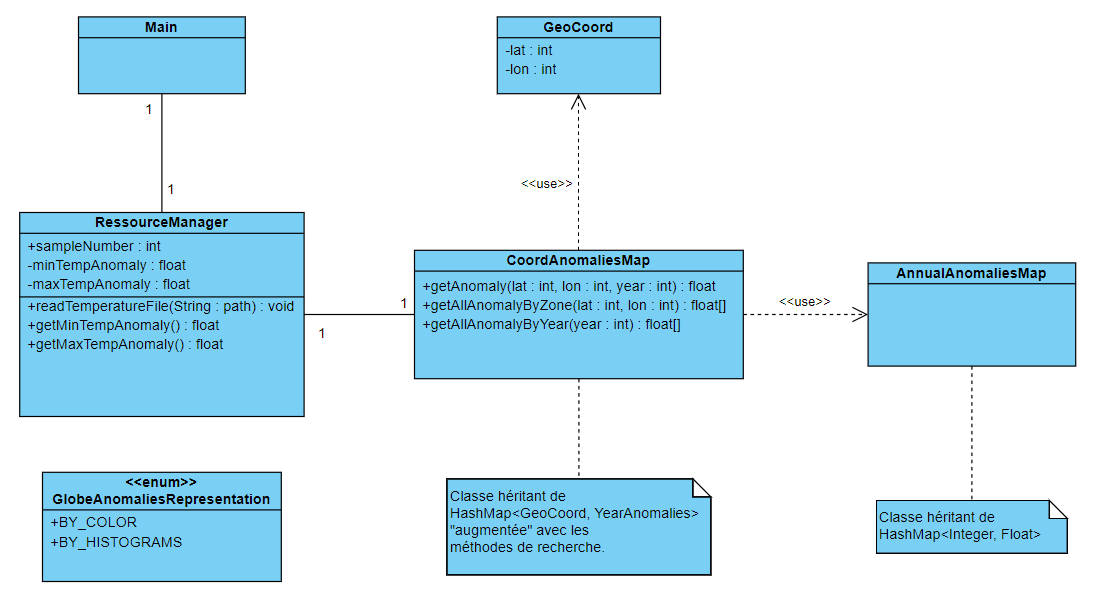 Main
1
1
GeoCoord
-lat : int
-lon : int
<<use>>
RessourceManager
+sampleNumber : int
-minTempAnomaly : float
-maxTempAnomaly : float
+readTemperatureFile(String : path) : void
+getMinTempAnomaly() : float
+getMaxTempAnomaly() : float
1
1
CoordAnomaliesMap
+getAnomaly(lat : int, lon : int, year : int) : float
+getAllAnomalyByZone(lat : int, lon : int) : float[]
+getAllAnomalyByYear(year : int) : float[]
<<use>>
AnnualAnomaliesMap
<<enum>>
GlobeAnomaliesRepresentation
+BY_COLOR
+BY_HISTOGRAMS
Classe héritant de
HashMap<GeoCoord, YearAnomalies>
"augmentée" avec les
méthodes de recherche.
Classe héritant de
HashMap<Integer, Float>